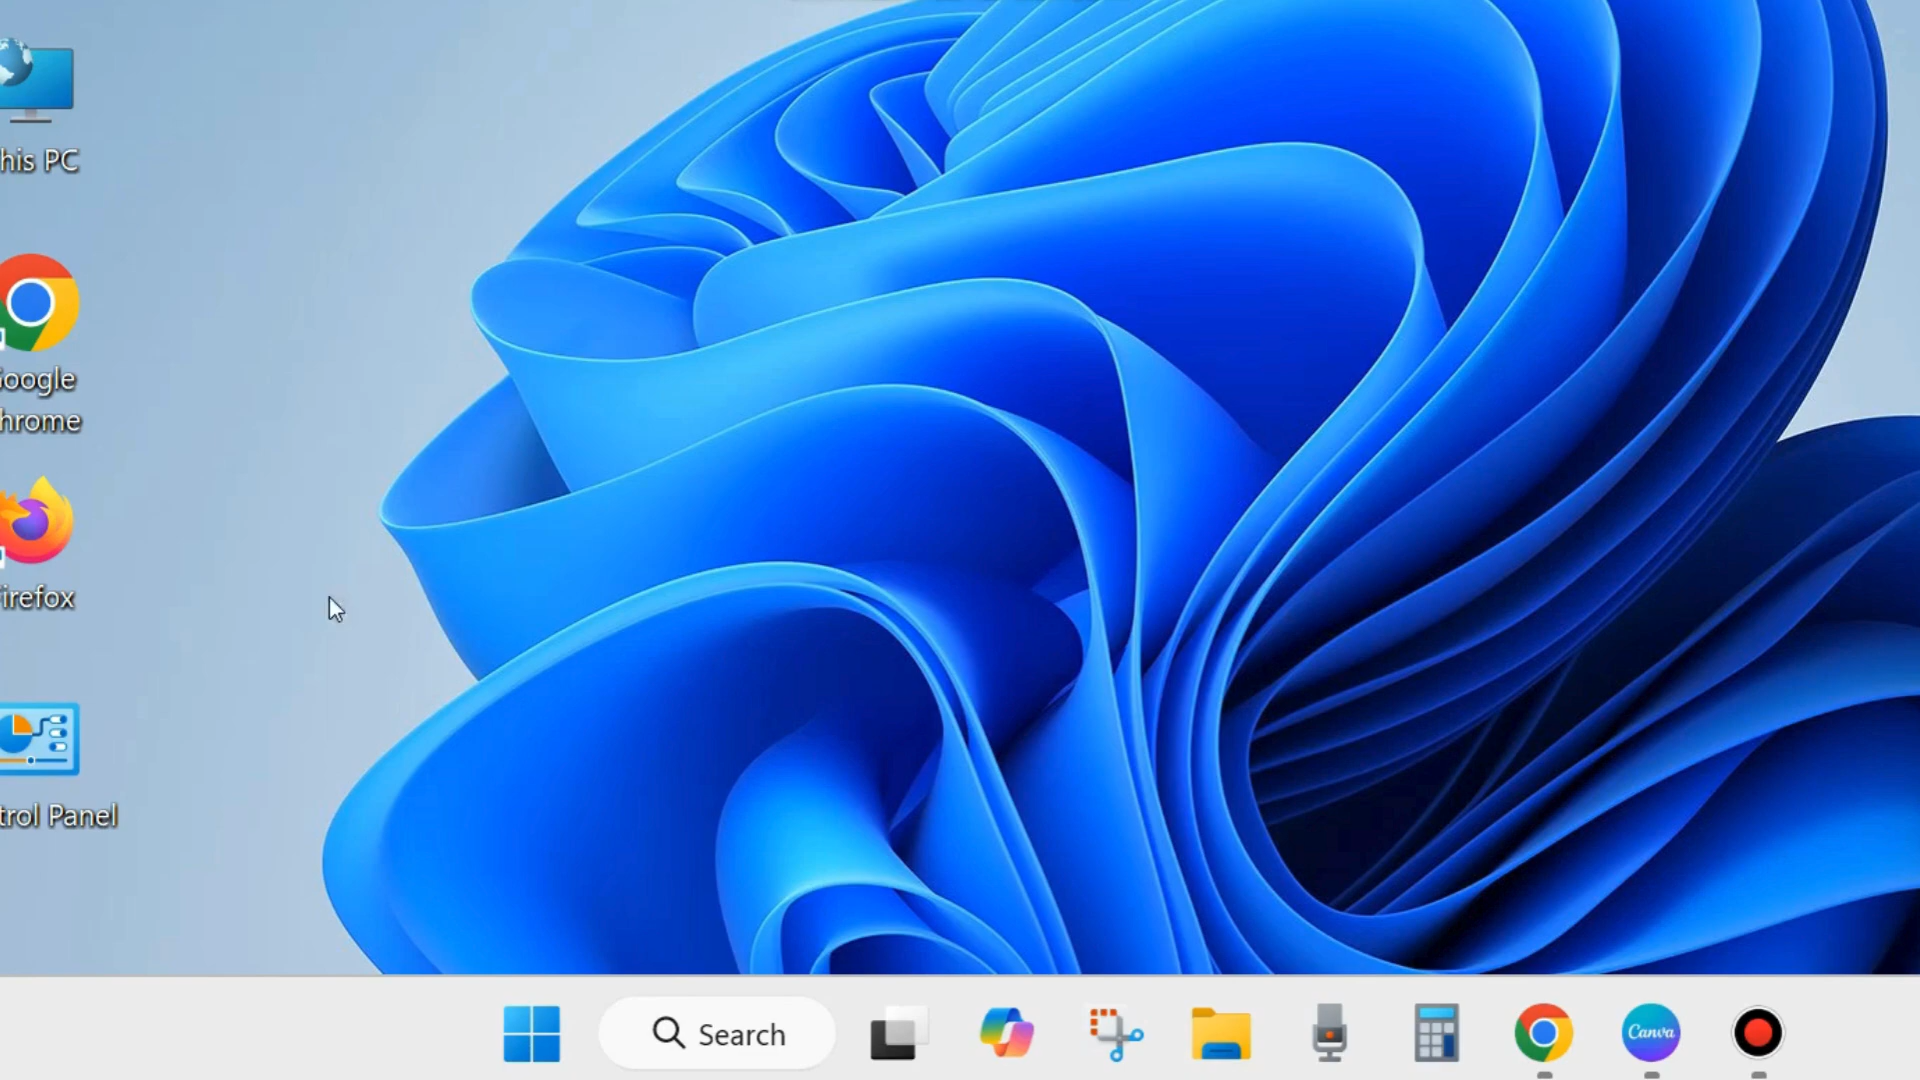 his PC
oogle
hrome
irefox
trol Panel
Search
Canva